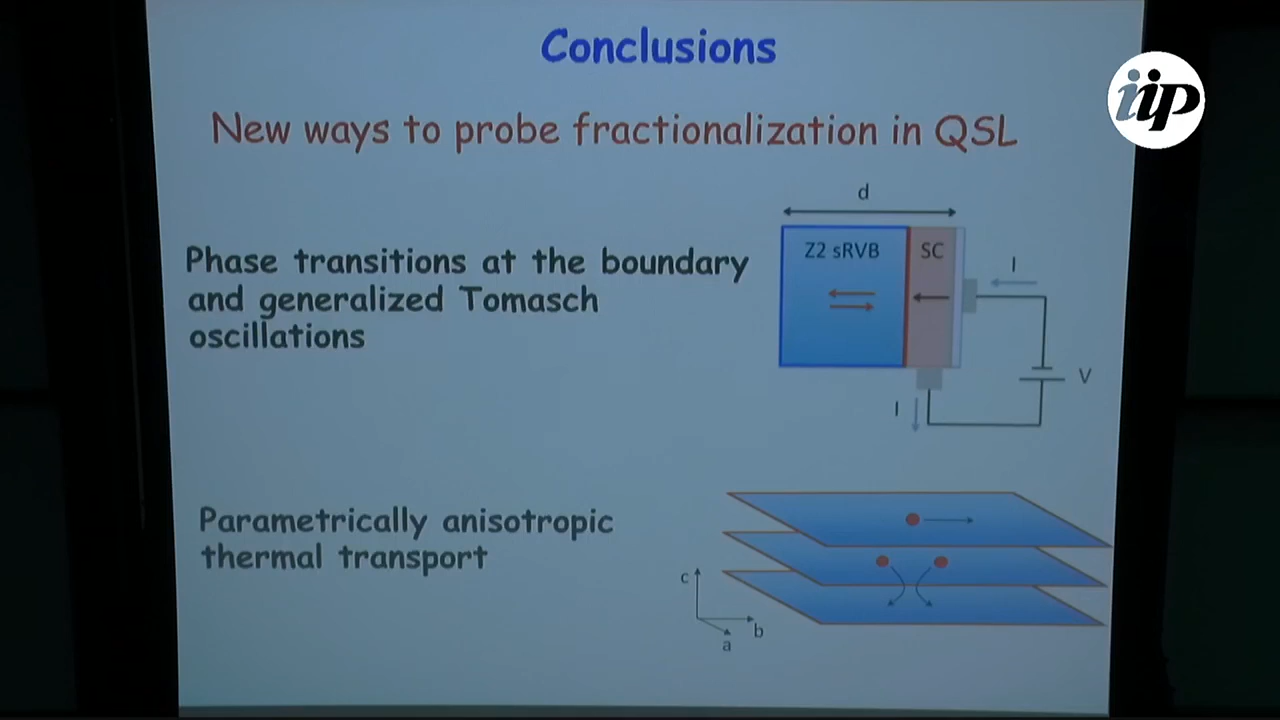 Conclusions
iip
New ways to probe fractionalization in QSL
d
Z2 sRVB
SC
I
Phase transitions at the boundary
and generalized Tomasch
oscillations
V
I
Parametrically anisotropic
thermal transport
c
b
a